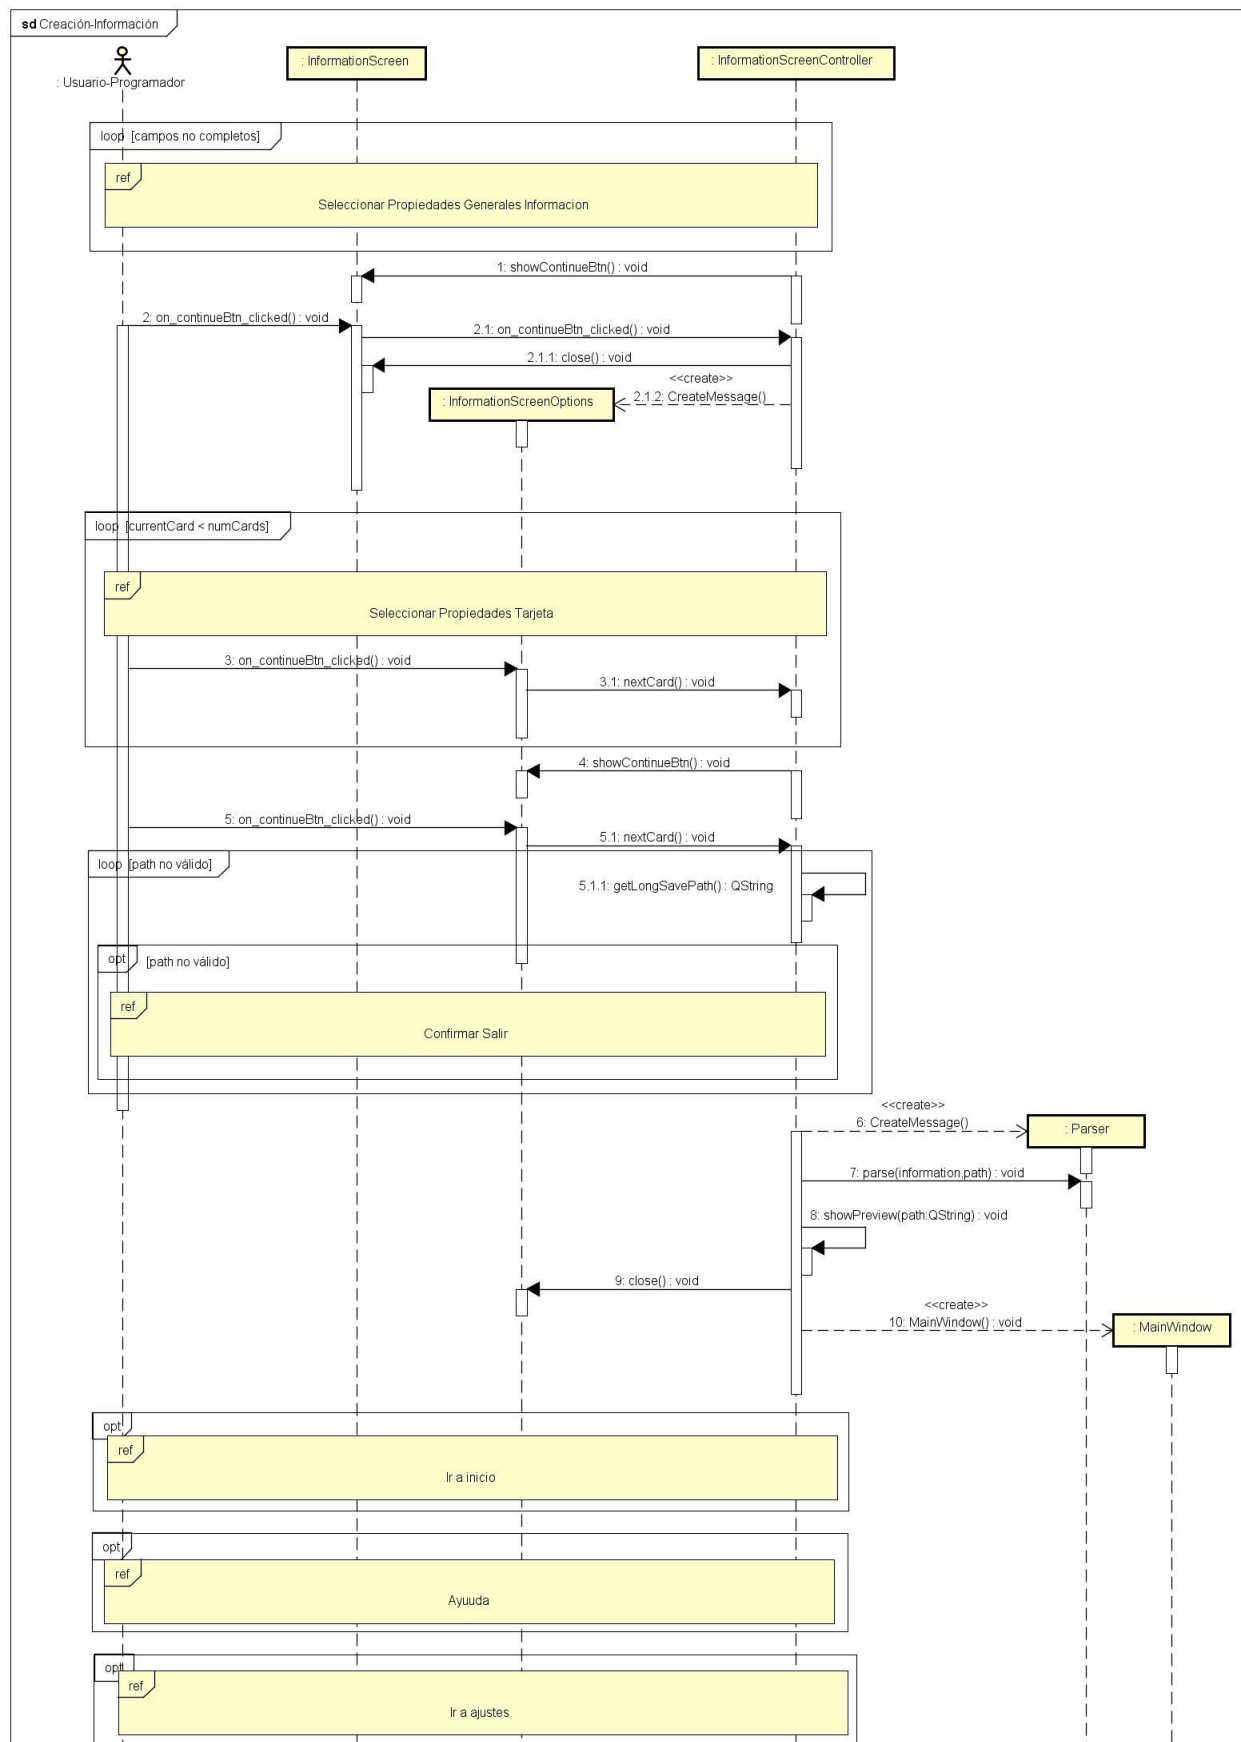 sd Creación-Información
: Usuario-Programador
: InformationScreen
: InformationScreenController
loop [campos no completos]
ref
Seleccionar Propiedades Generales Informacion
1: showContinueBtn() : void
2: on_continueBtn_clicked() : void
2.1: on_continueBtn_clicked() : void
2.1.1: close() : void
<<create>>
2.1.2: CreateMessage()
: InformationScreenOptions
loop [currentCard < numCards]
ref
Seleccionar Propiedades Tarjeta
3: on_continueBtn_clicked() : void
3.1: nextCard() : void
4: showContinueBtn() : void
5: on_continueBtn_clicked() : void
5.1: nextCard() : void
loop [path no válido]
5.1.1: getLongSavePath() : QString
opt [path no válido]
ref
Confirmar Salir
<<create>>
6: CreateMessage()
: Parser
7: parse(information,path) : void
8: showPreview(path:QString) : void
9: close() : void
<<create>>
10: MainWindow() : void
: MainWindow
opt
ref
Ir a inicio
opt
ref
Ayuuda
opt
ref
Ir a ajustes